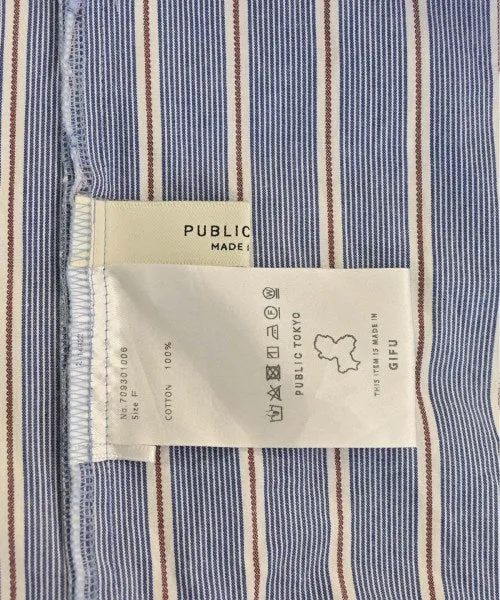 PUBLIC
MADE I
No. 709301006
Size F
COTTON 100%
PUBLIC TOKYO
THIS ITEM IS MADE IN
GIFU